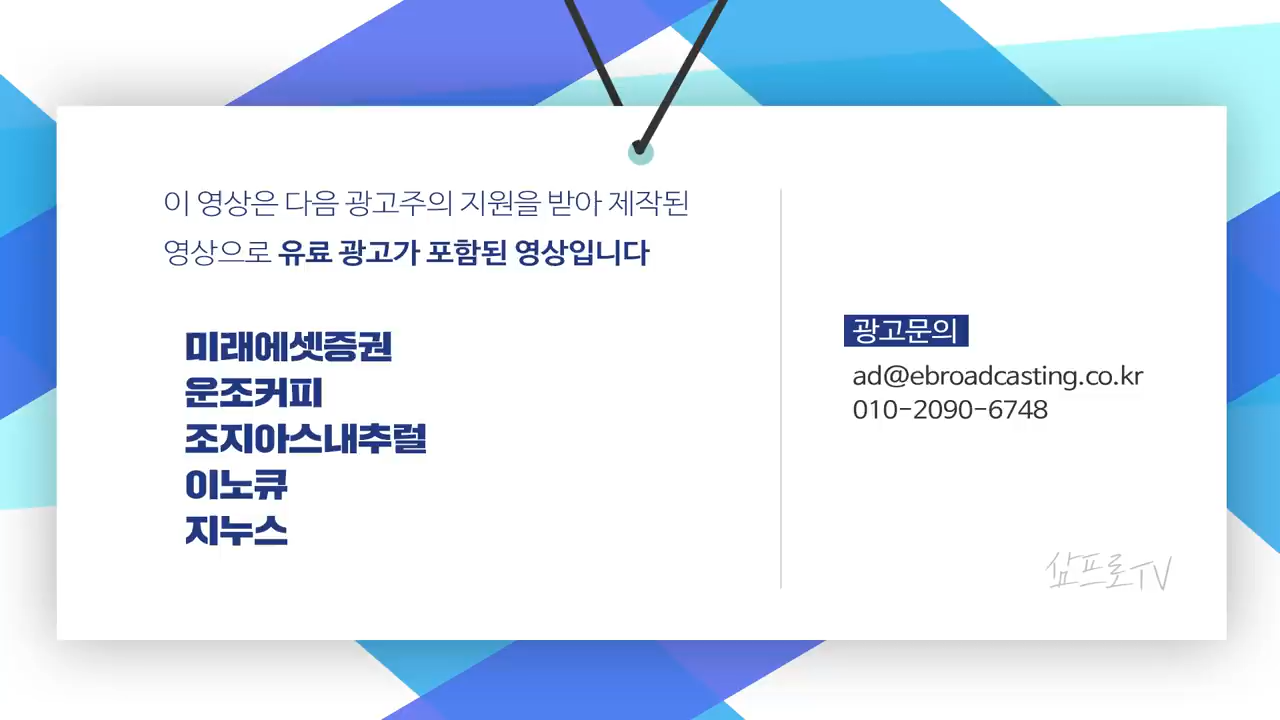 이 영상은 다음 광고주의 지원을 받아 제작된
영상으로 유료 광고가 포함된 영상입니다
미래에셋증권
운조커피
조지아스내추럴
이노큐
지누스
광고문의
ad@ebroadcasting.co.kr
010-2090-6748
삼프로TV